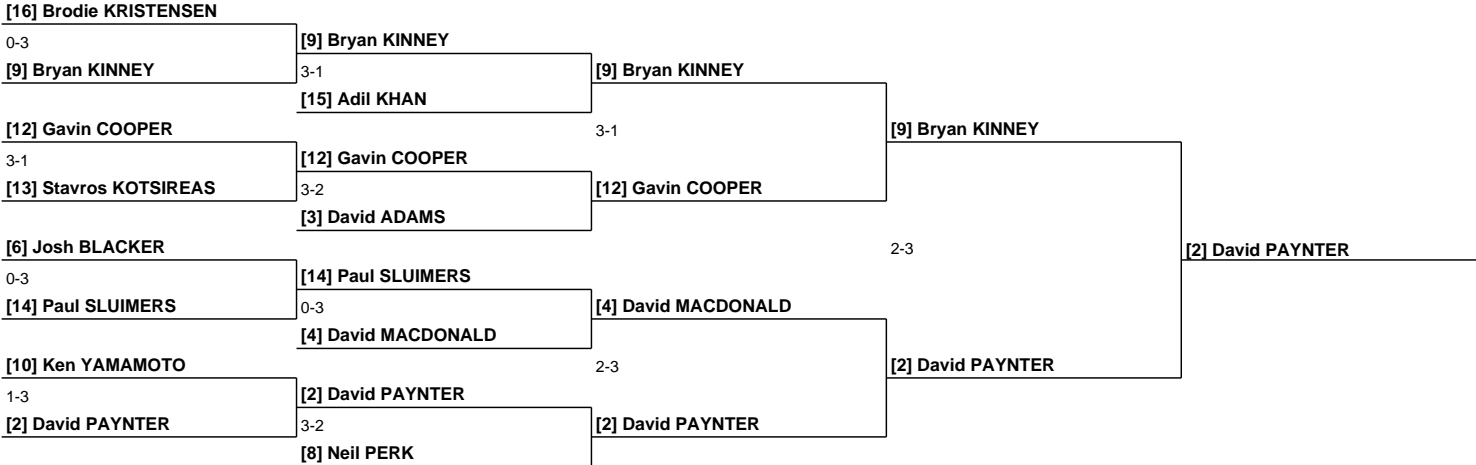 [16] Brodie KRISTENSEN
0-3
[9] Bryan KINNEY
[9] Bryan KINNEY
3-1
[9] Bryan KINNEY
[15] Adil KHAN
[12] Gavin COOPER
3-1
[9] Bryan KINNEY
3-1
[12] Gavin COOPER
[13] Stavros KOTSIREAS
3-2
[12] Gavin COOPER
[3] David ADAMS
[6] Josh BLACKER
2-3
[2] David PAYNTER
0-3
[14] Paul SLUIMERS
[14] Paul SLUIMERS
0-3
[4] David MACDONALD
[4] David MACDONALD
[10] Ken YAMAMOTO
2-3
[2] David PAYNTER
1-3
[2] David PAYNTER
[2] David PAYNTER
3-2
[2] David PAYNTER
[8] Neil PERK